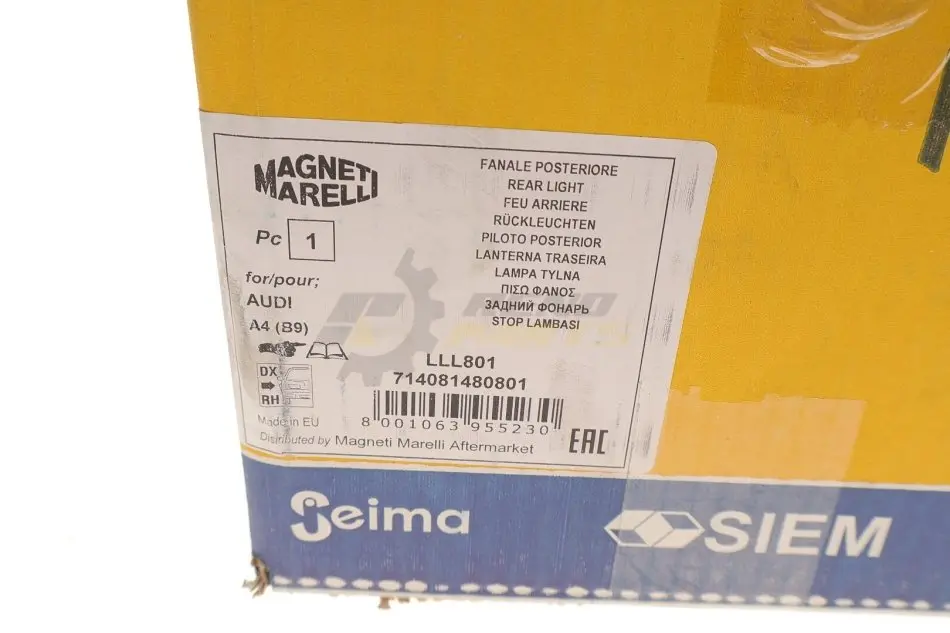 MAGNETI
MARELLI
Pc 1
for/pour;
AUDI
A4 (B9)
DX
RH
Made in EU
Distributed by Magneti Marelli Aftermarket
FANALE POSTERIORE
REAR LIGHT
FEU ARRIERE
RÜCKLEUCHTEN
PILOTO POSTERIOR
LANTERNA TRASEIRA
LAMPA TYLNA
ΠΙΣΩ ΦΑΝΟΣ
ЗАДНИЙ ФОНАРЬ
STOP LAMBASI
LLL801
714081480801
8 001063 955230
EAC
Seima
SIEM